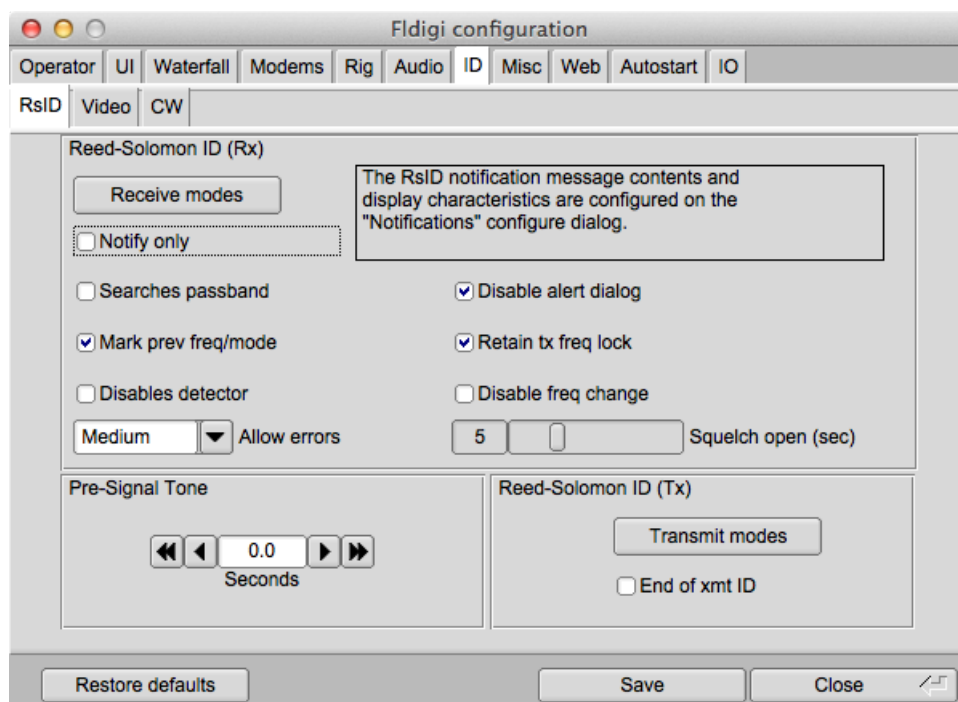 Fldigi configuration
Operator UI Waterfall Modems Rig Audio ID Misc Web Autostart IO
RsID Video CW
Reed-Solomon ID (Rx)
Receive modes
The RsID notification message contents and
display characteristics are configured on the
"Notifications" configure dialog.
Notify only
Searches passband
Disable alert dialog
Mark prev freq/mode
Retain tx freq lock
Disables detector
Disable freq change
Medium Allow errors
5 Squelch open (sec)
Pre-Signal Tone
0.0
Seconds
Reed-Solomon ID (Tx)
Transmit modes
End of xmt ID
Restore defaults
Save
Close